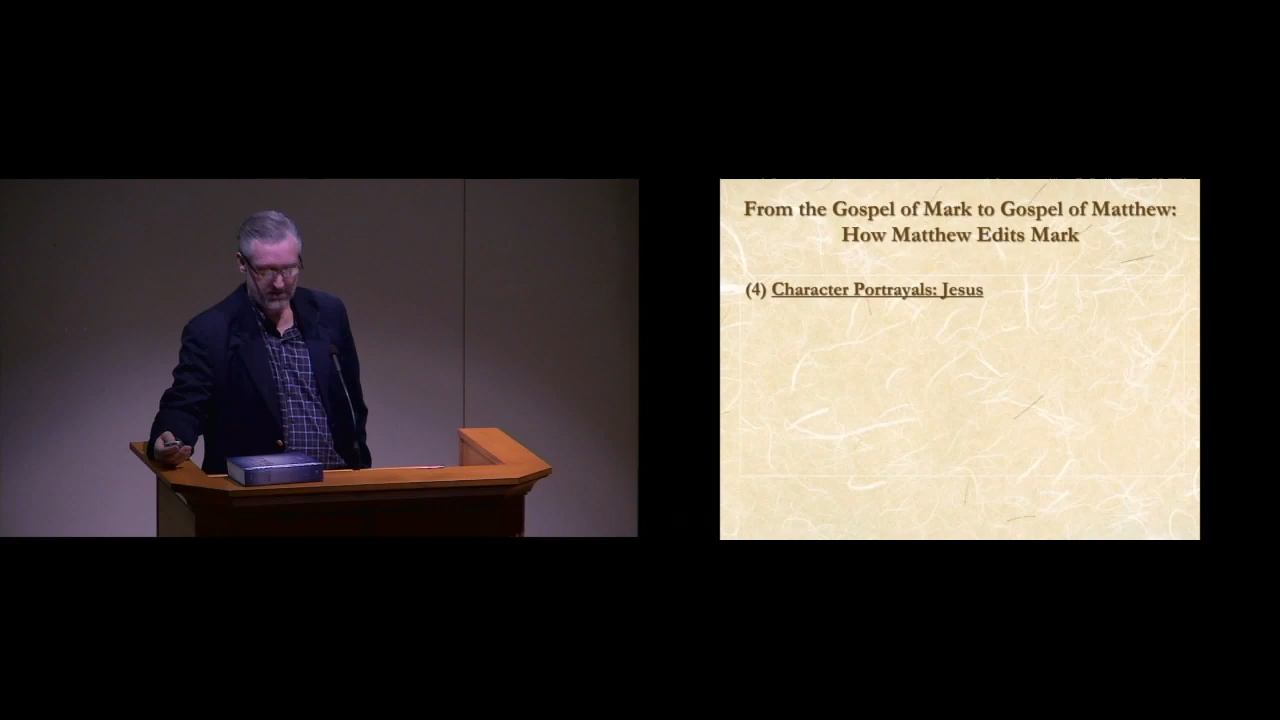 From the Gospel of Mark to Gospel of Matthew:
How Matthew Edits Mark
(4) Character Portrayals: Jesus